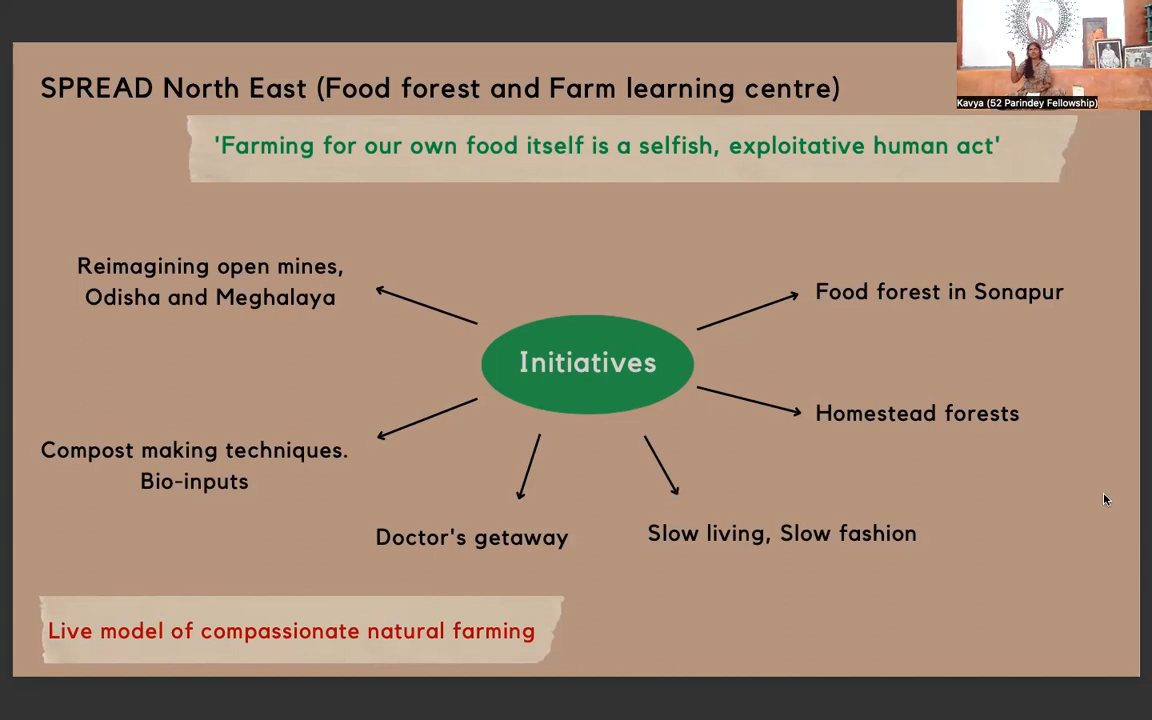 SPREAD North East (Food forest and Farm learning centre)
Kavya (52 Parindey Fellowship)
'Farming for our own food itself is a selfish, exploitative human act'
Reimagining open mines,
Odisha and Meghalaya
Food forest in Sonapur
Initiatives
Homestead forests
Compost making techniques.
Bio-inputs
Doctor's getaway
Slow living, Slow fashion
Live model of compassionate natural farming